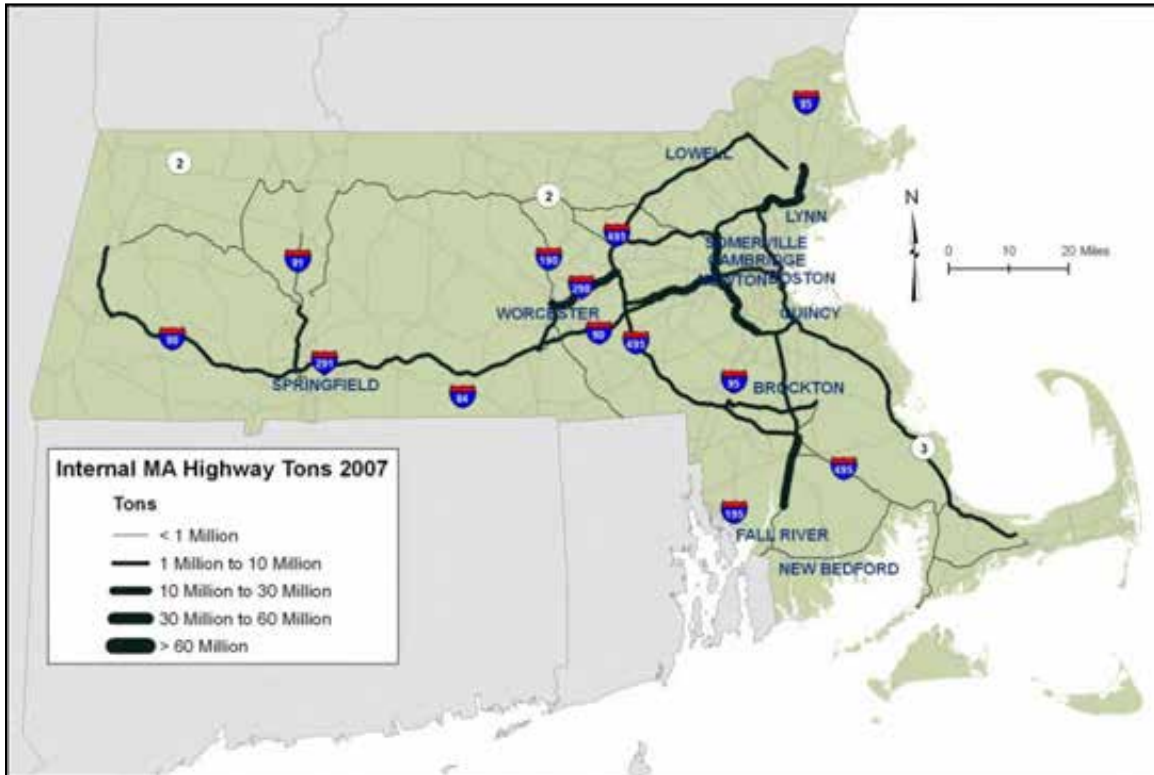 95
2
LOWELL
N
2
LYNN
495
SOMERVILLE
91
190
CAMBRIDGE
0 10 20 Miles
NEWTON
BOSTON
290
WORCESTER
QUINCY
90
90
495
291
SPRINGFIELD
95
BROCKTON
84
3
Internal MA Highway Tons 2007
495
Tons
195
< 1 Million
FALL RIVER
1 Million to 10 Million
NEW BEDFORD
10 Million to 30 Million
30 Million to 60 Million
> 60 Million